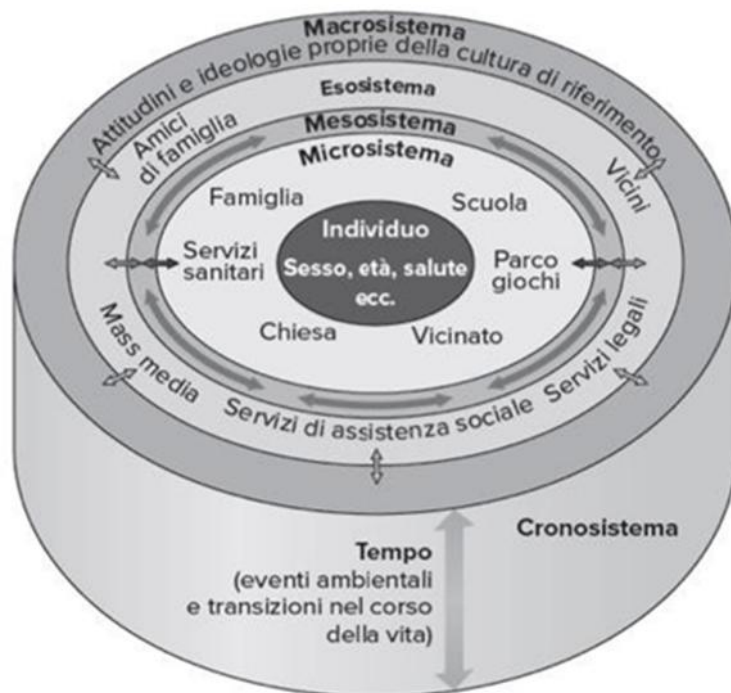 Macrosistema
Attitudini e ideologie proprie della cultura di riferimento
Esosistema
Amici
di famiglia
Mesosistema
Microsistema
Vicini
Famiglia
Scuola
Individuo
Sesso, età, salute
ecc.
Servizi
sanitari
Parco
giochi
Chiesa
Vicinato
Mass media
Servizi di assistenza sociale
Servizi legali
Cronosistema
Tempo
(eventi ambientali
e transizioni nel corso
della vita)